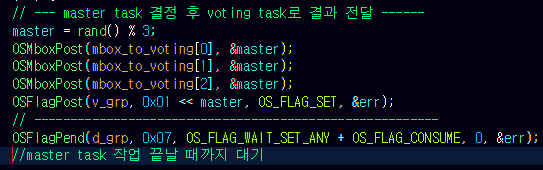 // --- master task 결정 후 voting task로 결과 전달 ------
master = rand() % 3;
OSMboxPost(mbox_to_voting[0], &master);
OSMboxPost(mbox_to_voting[1], &master);
OSMboxPost(mbox_to_voting[2], &master);
OSFlagPost(v_grp, 0x01 << master, OS_FLAG_SET, &err);
// ---------------------------------------------------
OSFlagPend(d_grp, 0x07, OS_FLAG_WAIT_SET_ANY + OS_FLAG_CONSUME, 0, &err);
//master task 작업 끝날 때까지 대기